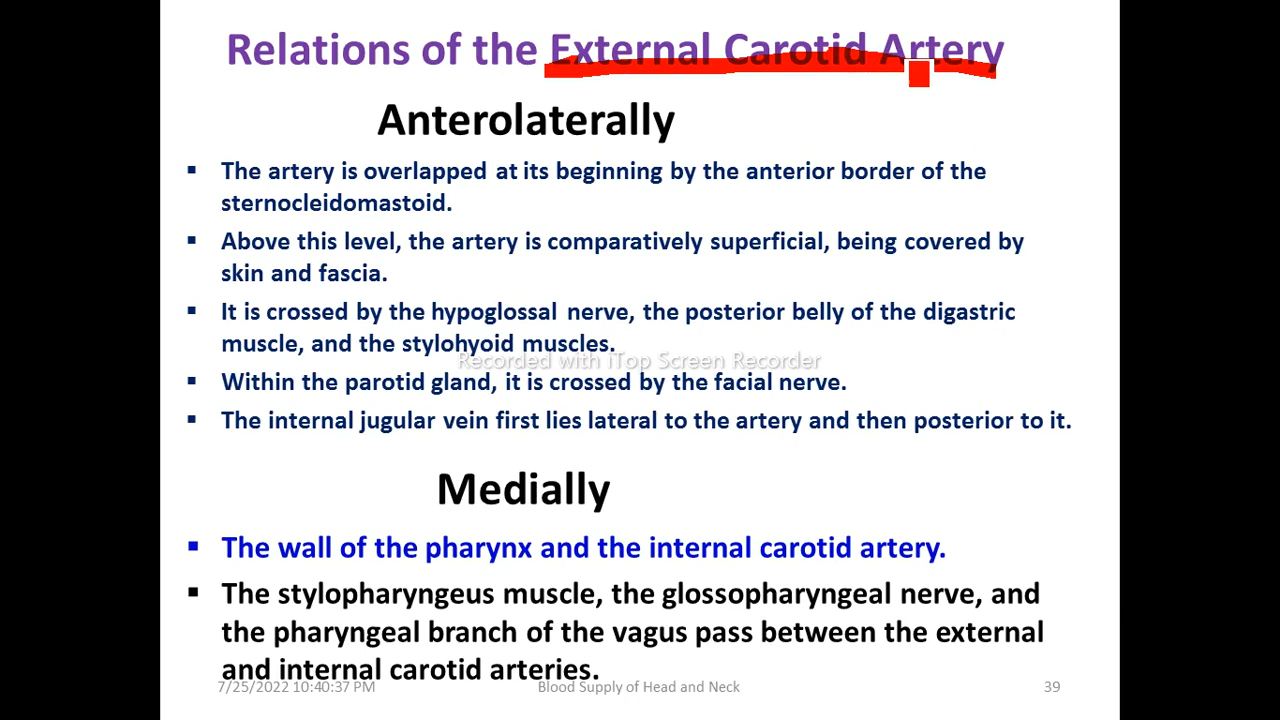 Relations of the External Carotid Artery
Anterolaterally
▪ The artery is overlapped at its beginning by the anterior border of the
sternocleidomastoid.
▪ Above this level, the artery is comparatively superficial, being covered by
skin and fascia.
▪ It is crossed by the hypoglossal nerve, the posterior belly of the digastric
muscle, and the stylohyoid muscles.
Recorded with iTop Screen Recorder
▪ Within the parotid gland, it is crossed by the facial nerve.
▪ The internal jugular vein first lies lateral to the artery and then posterior to it.
Medially
▪ The wall of the pharynx and the internal carotid artery.
▪ The stylopharyngeus muscle, the glossopharyngeal nerve, and
the pharyngeal branch of the vagus pass between the external
and internal carotid arteries.
7/25/2022 10:40:37 PM Blood Supply of Head and Neck 39